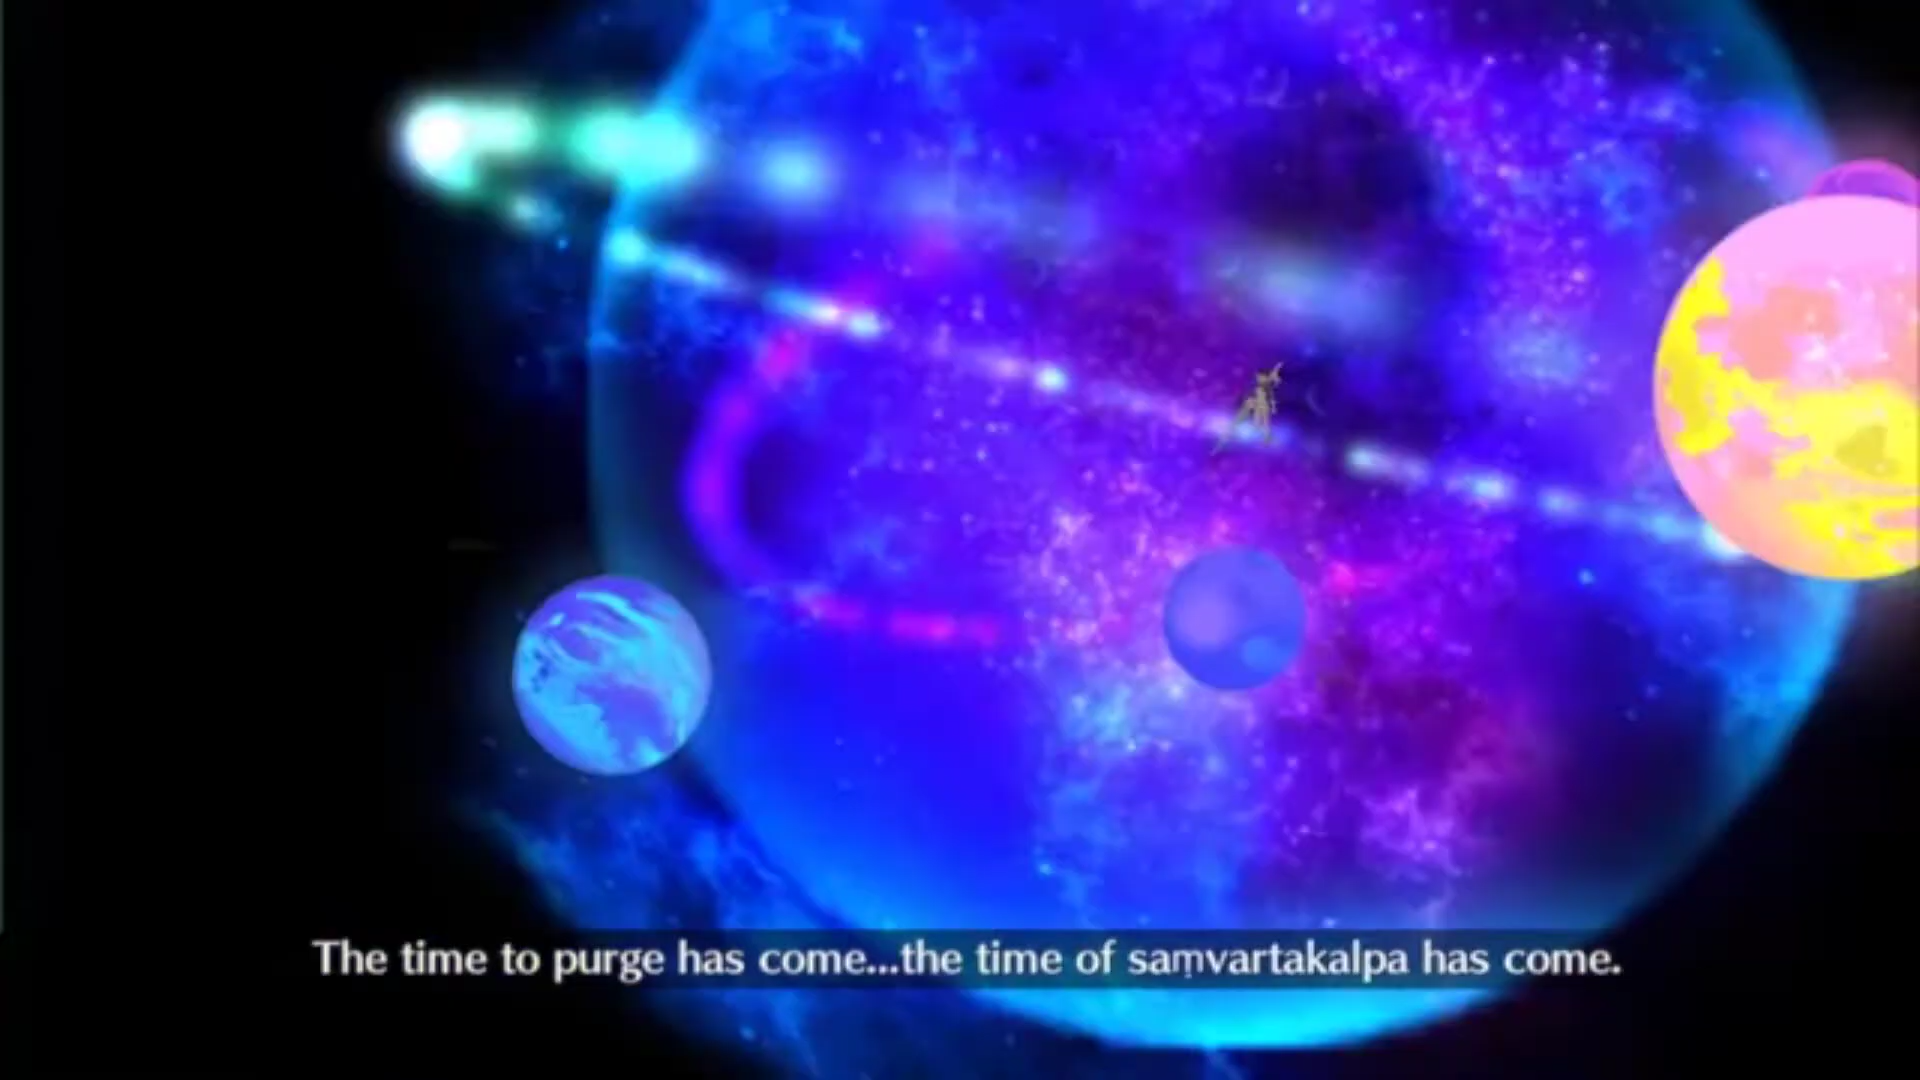 The time to purge has come...the time of saṃvartakalpa has come.